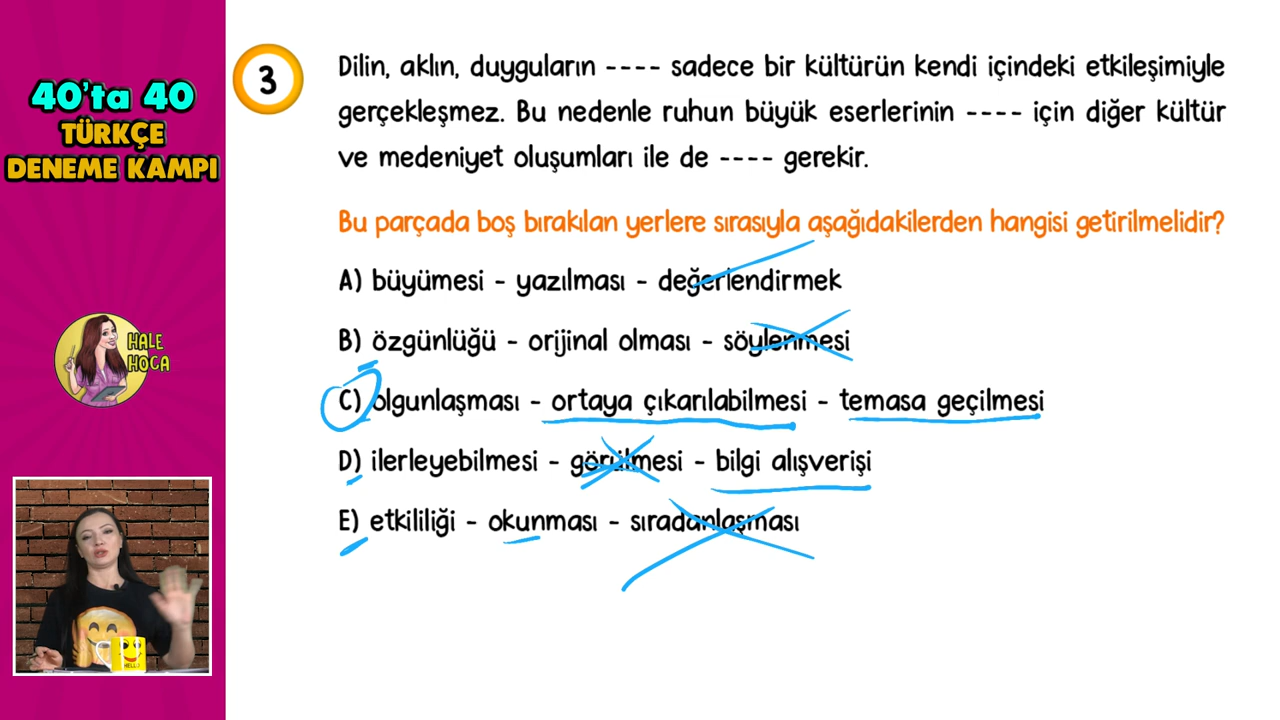 40'ta 40
TÜRKÇE
DENEME KAMPI
HALE
HOCA
HELLO
3
Dilin, aklın, duyguların ---- sadece bir kültürün kendi içindeki etkileşimiyle
gerçekleşmez. Bu nedenle ruhun büyük eserlerinin ---- için diğer kültür
ve medeniyet oluşumları ile de ---- gerekir.
Bu parçada boş bırakılan yerlere sırasıyla aşağıdakilerden hangisi getirilmelidir?
A) büyümesi - yazılması - değerlendirmek
B) özgünlüğü - orijinal olması - söylenmesi
C) olgunlaşması - ortaya çıkarılabilmesi - temasa geçilmesi
D) ilerleyebilmesi - görülmesi - bilgi alışverişi
E) etkililiği - okunması - sıradanlaşması